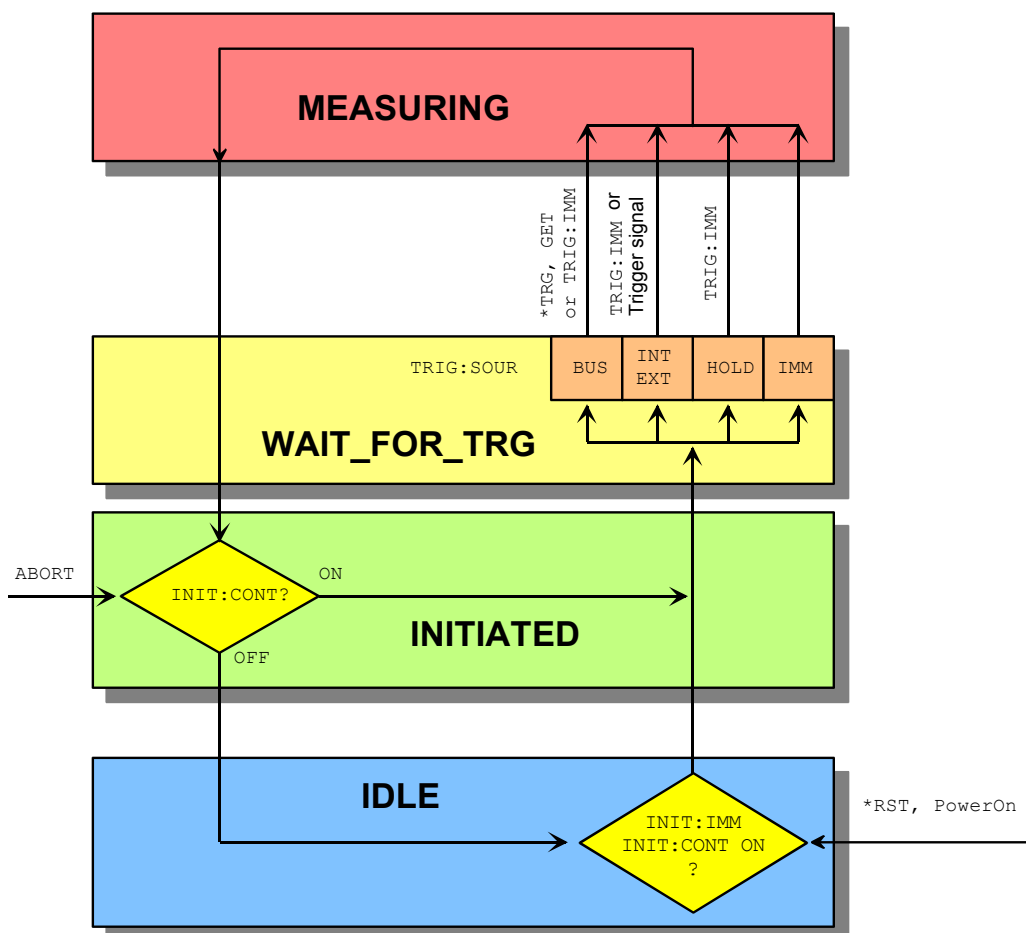 MEASURING
*TRG, GET
or TRIG:IMM
TRIG:IMM or
Trigger signal
TRIG:IMM
TRIG:SOUR
BUS
INT
EXT
HOLD
IMM
WAIT_FOR_TRG
ABORT
INIT:CONT?
ON
INITIATED
OFF
IDLE
INIT:IMM
INIT:CONT ON
?
*RST, PowerOn